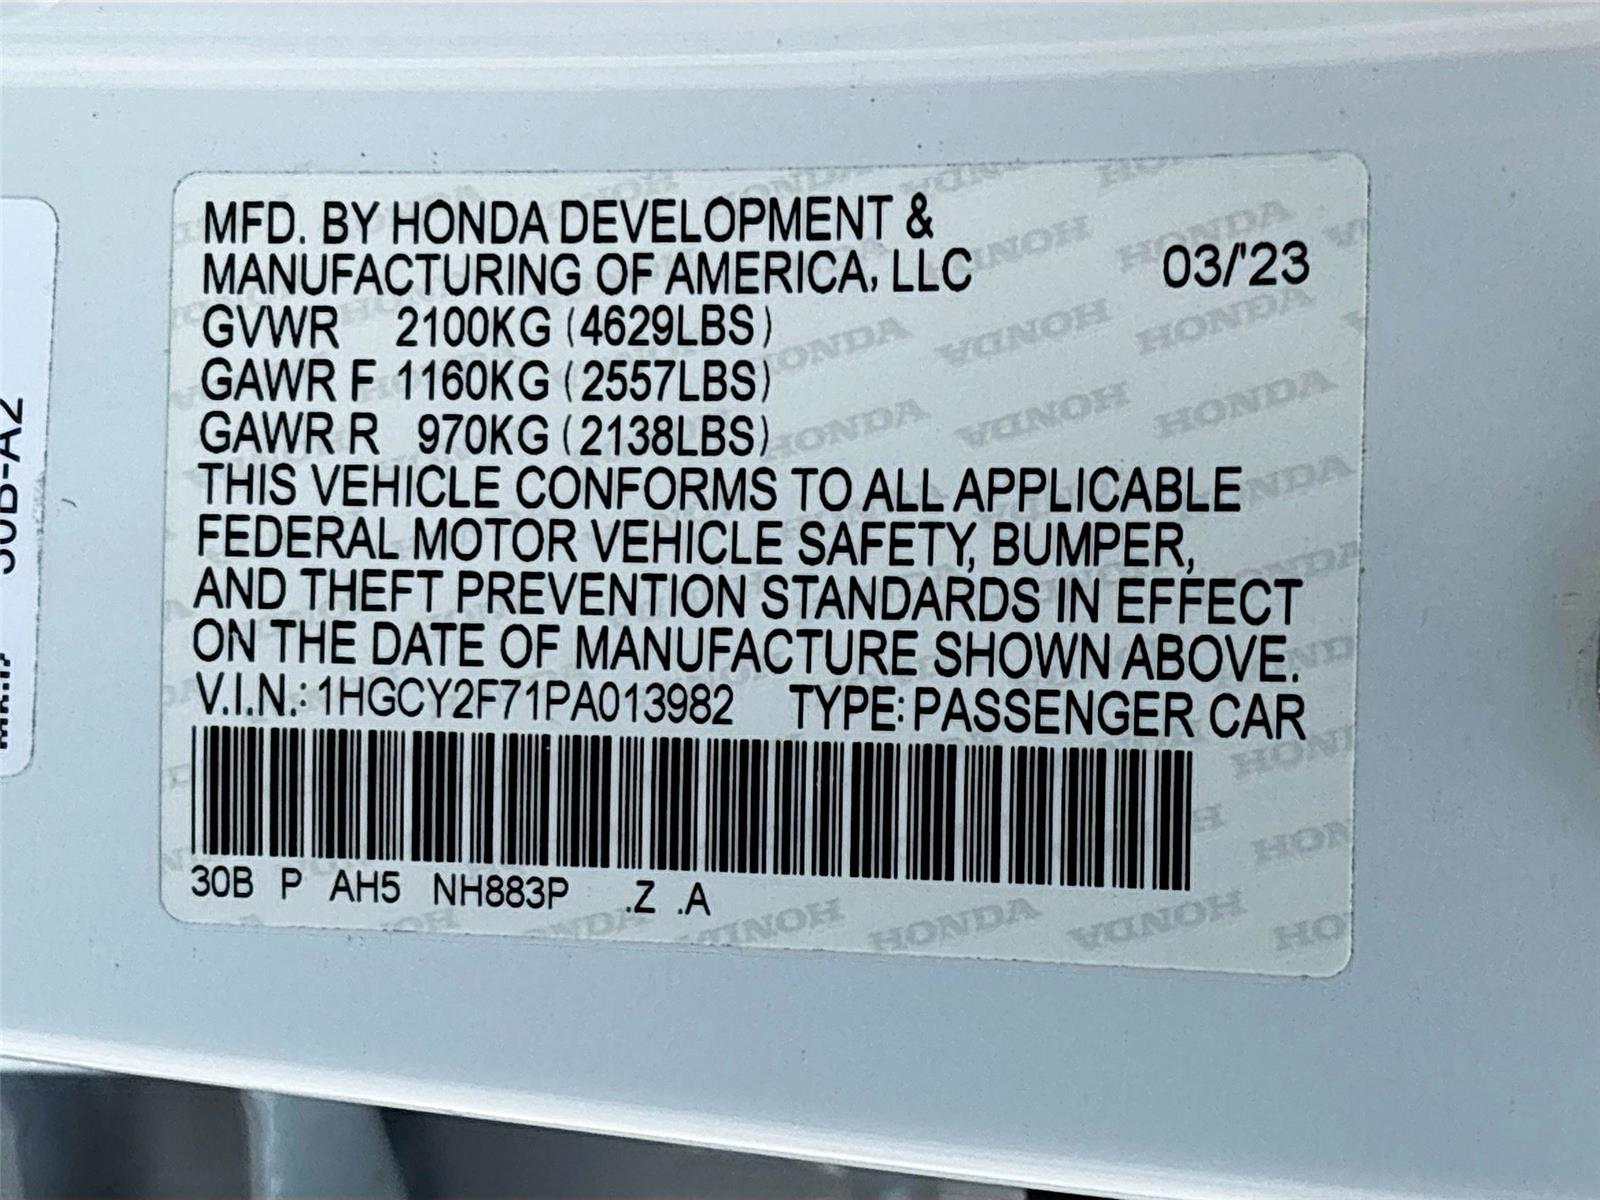 MFD. BY HONDA DEVELOPMENT &
MANUFACTURING OF AMERICA, LLC 03/'23
GVWR 2100KG (4629LBS)
GAWR F 1160KG (2557LBS)
GAWR R 970KG (2138LBS)
THIS VEHICLE CONFORMS TO ALL APPLICABLE
FEDERAL MOTOR VEHICLE SAFETY, BUMPER,
AND THEFT PREVENTION STANDARDS IN EFFECT
ON THE DATE OF MANUFACTURE SHOWN ABOVE.
V.I.N.: 1HGCY2F71PA013982 TYPE: PASSENGER CAR
30B P AH5 NH883P .Z .A
30B-A2